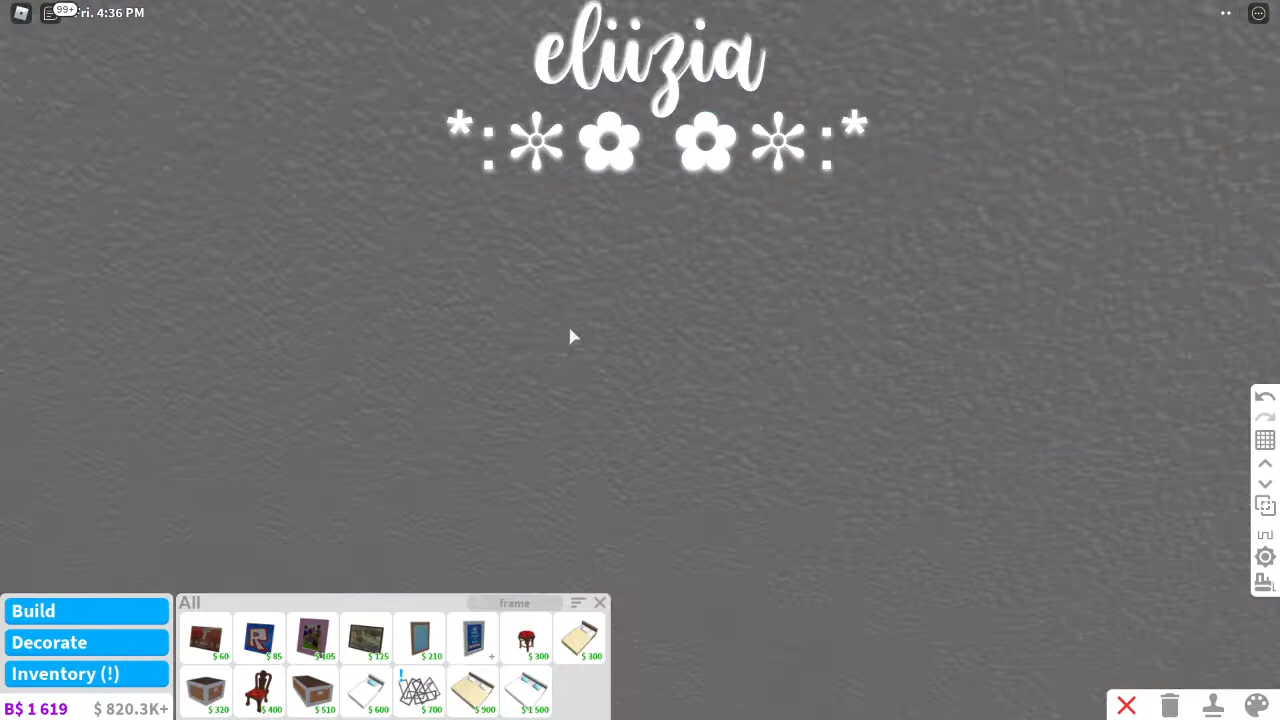 99+
Fri. 4:36 PM
eliizia
*:✼✿ ✿✼:*
Build
Decorate
Inventory (!)
B$ 1 619 $ 820.3K+
All frame
$ 60 $ 85 $ 105 $ 125 $ 210 + $ 300 $ 300
$ 320 $ 400 $ 510 $ 600 $ 700 $ 900 $ 1 500